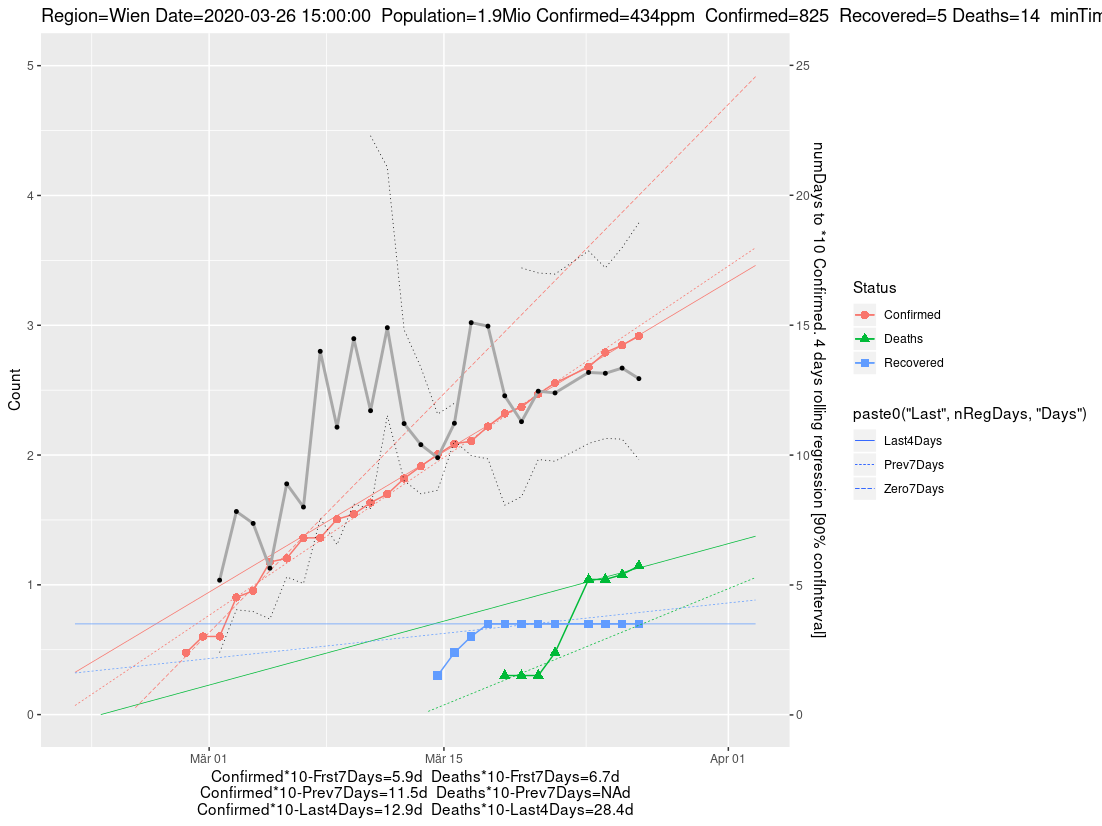 Region=Wien Date=2020-03-26 15:00:00  Population=1.9Mio Confirmed=434ppm  Confirmed=825  Recovered=5 Deaths=14  minTim
5
4
3
2
1
0
Count
25
20
15
10
5
0
numDays to *10 Confirmed. 4 days rolling regression [90% confInterval]
Mär 01
Mär 15
Apr 01
Confirmed*10-Frst7Days=5.9d  Deaths*10-Frst7Days=6.7d
Confirmed*10-Prev7Days=11.5d  Deaths*10-Prev7Days=NAd
Confirmed*10-Last4Days=12.9d  Deaths*10-Last4Days=28.4d
Status
Confirmed
Deaths
Recovered
paste0("Last", nRegDays, "Days")
Last4Days
Prev7Days
Zero7Days